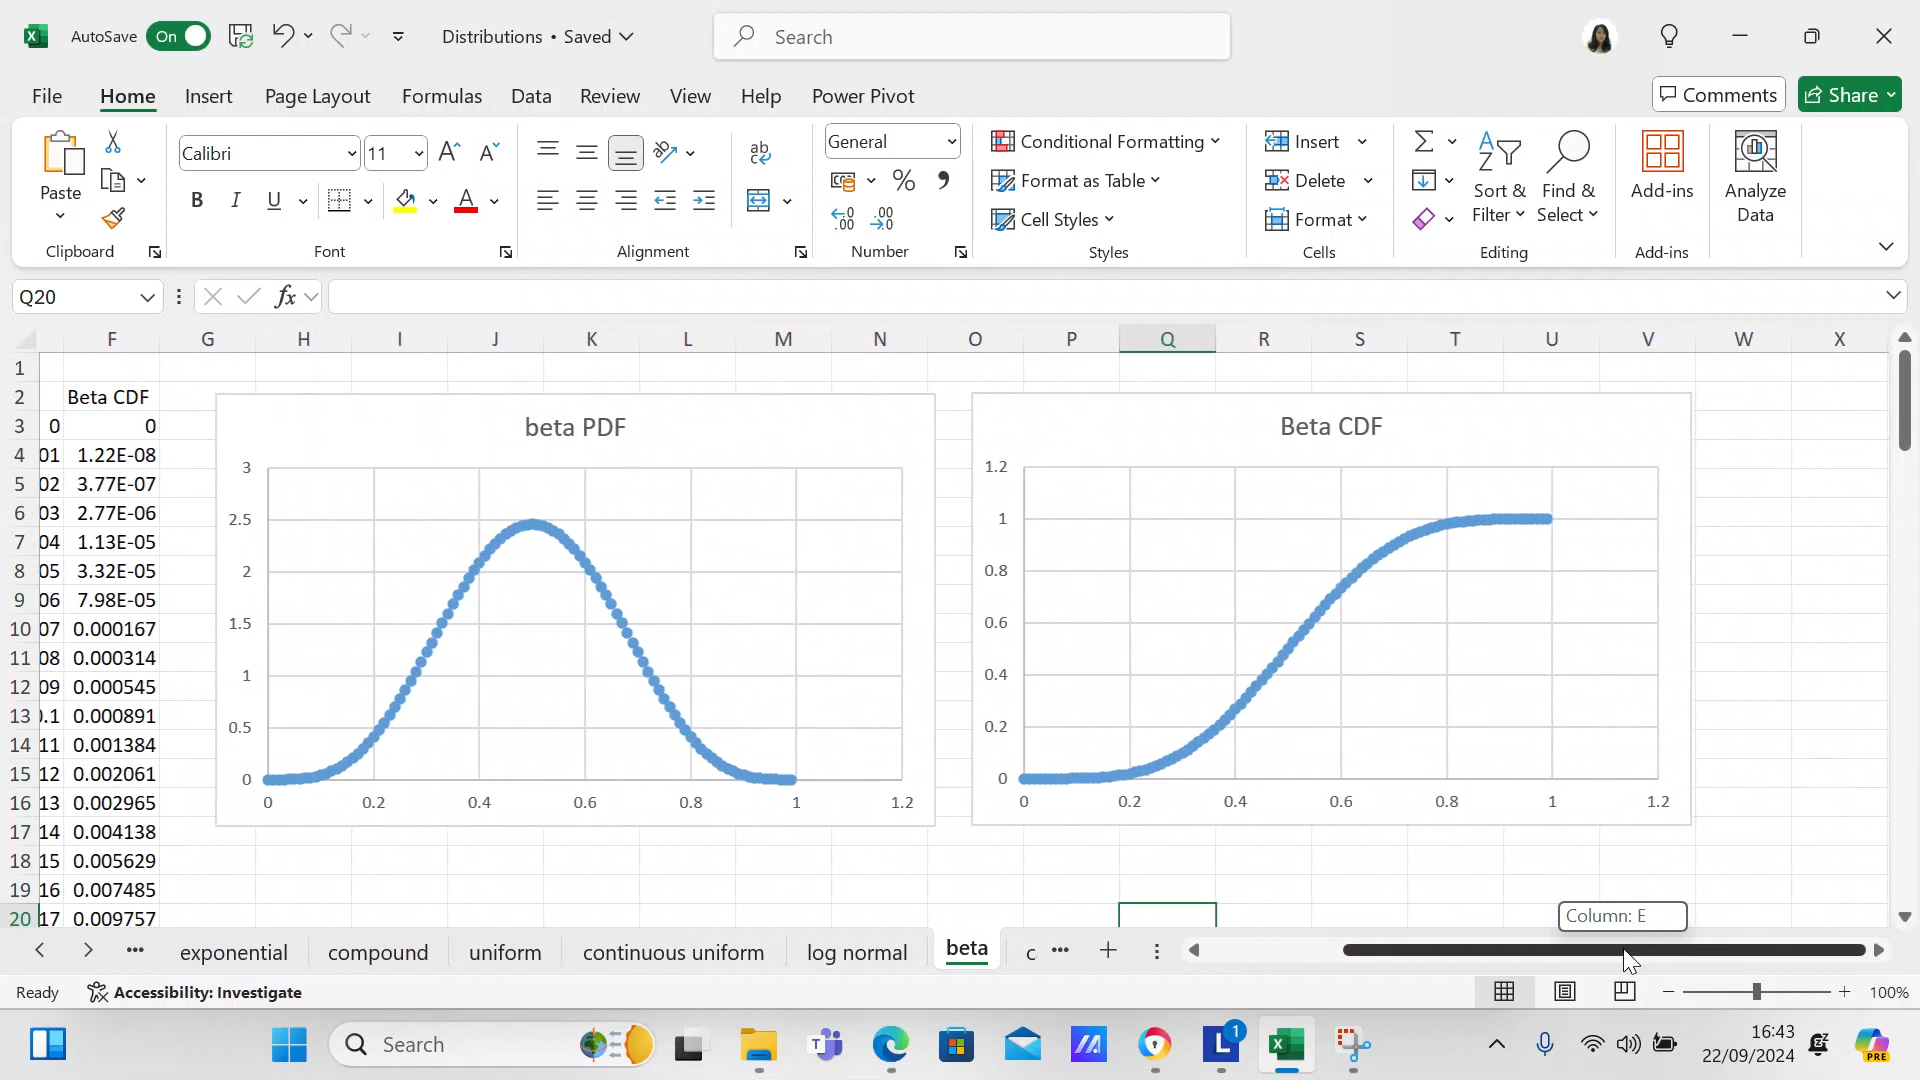 AutoSave On Distributions • Saved Search
File Home Insert Page Layout Formulas Data Review View Help Power Pivot Comments Share
Paste Calibri 11 General Conditional Formatting Format as Table Cell Styles Insert Delete Format Sort & Filter Find & Select Add-ins Analyze Data
B I U ab % , .00 .0
Clipboard Font Alignment Number Styles Cells Editing Add-ins
Q20 fx
F G H I J K L M N O P Q R S T U V W X
1
2 Beta CDF
3 0 0
4 01 1.22E-08
5 02 3.77E-07
6 03 2.77E-06
7 04 1.13E-05
8 05 3.32E-05
9 06 7.98E-05
10 07 0.000167
11 08 0.000314
12 09 0.000545
13 .1 0.000891
14 11 0.001384
15 12 0.002061
16 13 0.002965
17 14 0.004138
18 15 0.005629
19 16 0.007485
20 17 0.009757
beta PDF
3
2.5
2
1.5
1
0.5
0
0 0.2 0.4 0.6 0.8 1 1.2
Beta CDF
1.2
1
0.8
0.6
0.4
0.2
0
0 0.2 0.4 0.6 0.8 1 1.2
Column: E
exponential compound uniform continuous uniform log normal beta c
Ready Accessibility: Investigate 100%
Search 1 16:43
22/09/2024 PRE